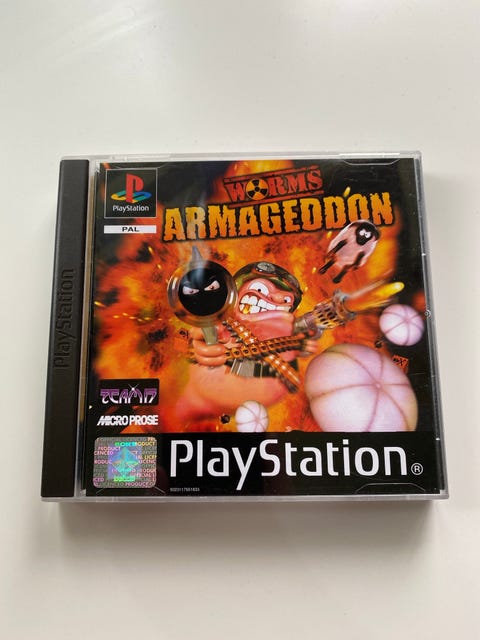 PlayStation
PlayStation
PAL
WORMS
ARMAGEDDON
TEAM17
MICROPROSE
PlayStation®